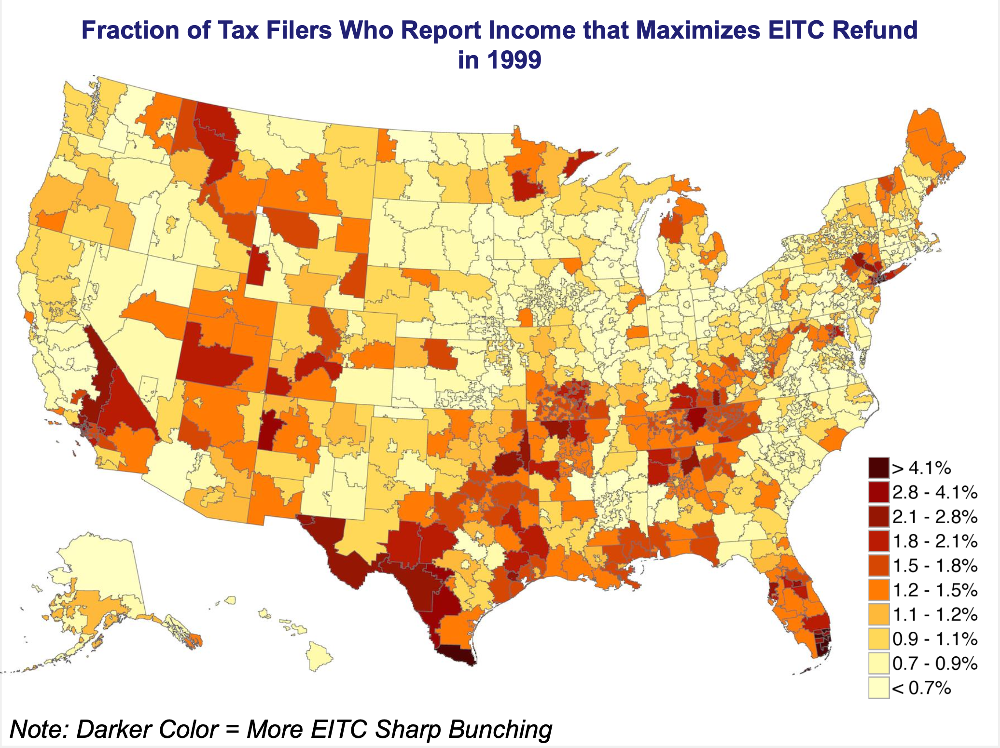 Fraction of Tax Filers Who Report Income that Maximizes EITC Refund
in 1999
> 4.1%
2.8 - 4.1%
2.1 - 2.8%
1.8 - 2.1%
1.5 - 1.8%
1.2 - 1.5%
1.1 - 1.2%
0.9 - 1.1%
0.7 - 0.9%
< 0.7%
Note: Darker Color = More EITC Sharp Bunching